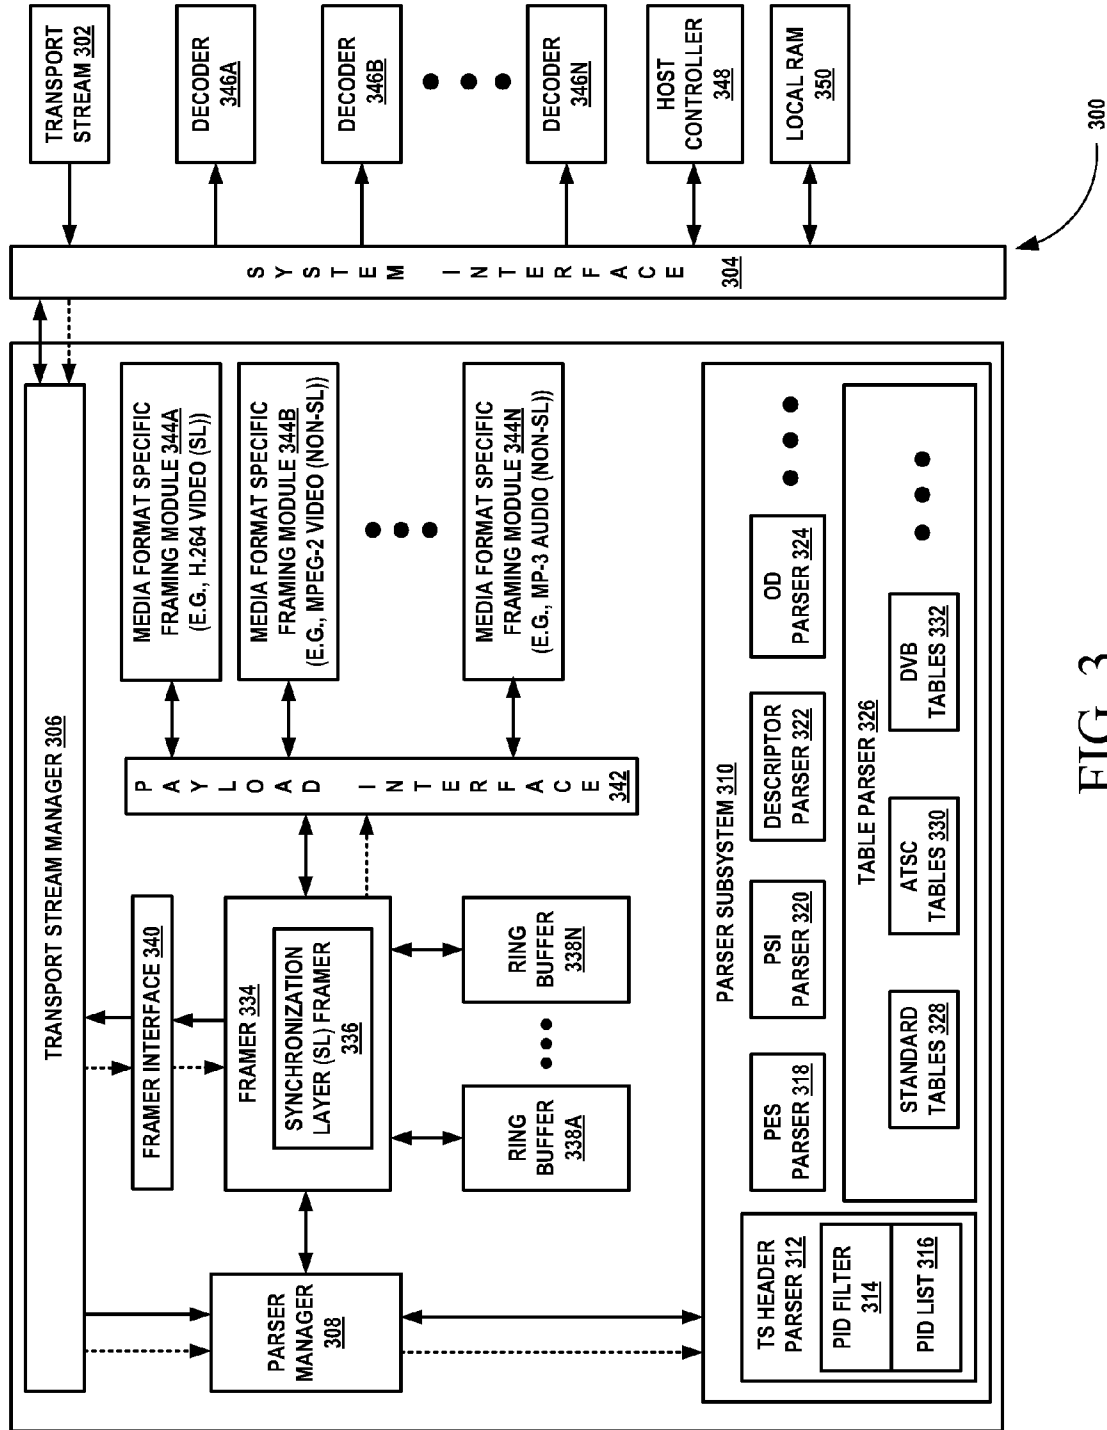 TRANSPORT
STREAM 302
DECODER
346A
DECODER
346B
DECODER
346N
HOST
CONTROLLER
348
LOCAL RAM
350
300
SYSTEM INTERFACE 304
TRANSPORT STREAM MANAGER 306
MEDIA FORMAT SPECIFIC
FRAMING MODULE 344A
(E.G., H.264 VIDEO (SL))
MEDIA FORMAT SPECIFIC
FRAMING MODULE 344B
(E.G., MPEG-2 VIDEO (NON-SL))
MEDIA FORMAT SPECIFIC
FRAMING MODULE 344N
(E.G., MP-3 AUDIO (NON-SL))
PAYLOAD INTERFACE 342
FRAMER INTERFACE 340
FRAMER 334
SYNCHRONIZATION
LAYER (SL) FRAMER
336
RING
BUFFER
338N
RING
BUFFER
338A
PARSER
MANAGER
308
PARSER SUBSYSTEM 310
TS HEADER
PARSER 312
PID FILTER
314
PID LIST 316
PES
PARSER 318
PSI
PARSER 320
DESCRIPTOR
PARSER 322
OD
PARSER 324
TABLE PARSER 326
STANDARD
TABLES 328
ATSC
TABLES 330
DVB
TABLES 332
FIG. 3